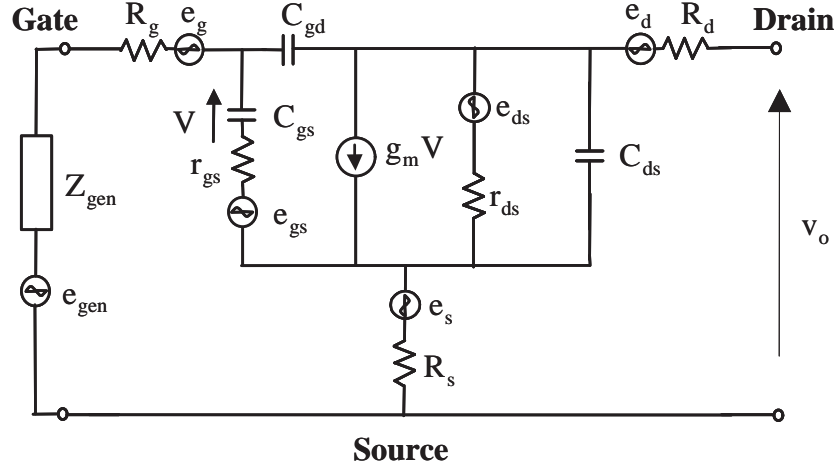 Gate R_g e_g C_gd e_d R_d Drain
V C_gs g_m V e_ds C_ds
r_gs r_ds
Z_gen e_gs v_o
e_gen e_s
R_s
Source